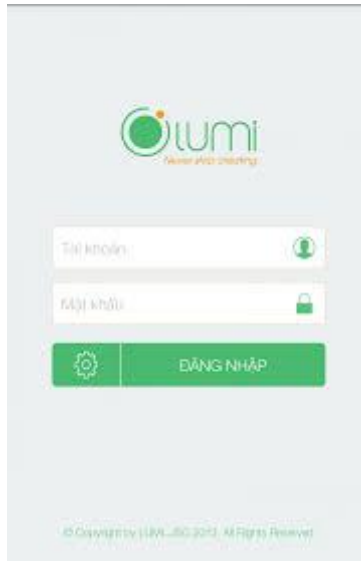 lumi
Never stop creating
Tài khoản
Mật khẩu
ĐĂNG NHẬP
© Copyright by LUMI.,JSC 2013. All Rights Reserved